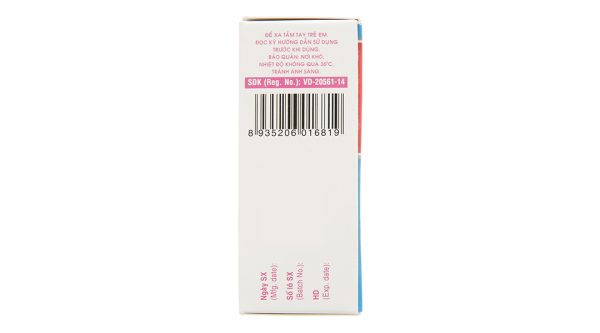 ĐỂ XA TẦM TAY TRẺ EM.
ĐỌC KỸ HƯỚNG DẪN SỬ DỤNG
TRƯỚC KHI DÙNG.
BẢO QUẢN: NƠI KHÔ,
NHIỆT ĐỘ KHÔNG QUÁ 30°C,
TRÁNH ÁNH SÁNG.
SĐK (Reg. No.): VD-20561-14
8 935206 016819
Ngày SX
(Mfg. date):
Số lô SX
(Batch No.):
HD
(Exp. date):